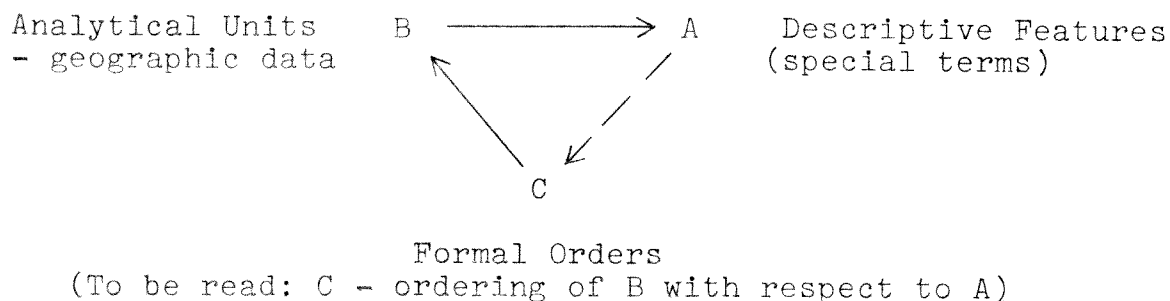 Analytical Units B A Descriptive Features
- geographic data (special terms)
C
Formal Orders
(To be read: C - ordering of B with respect to A)